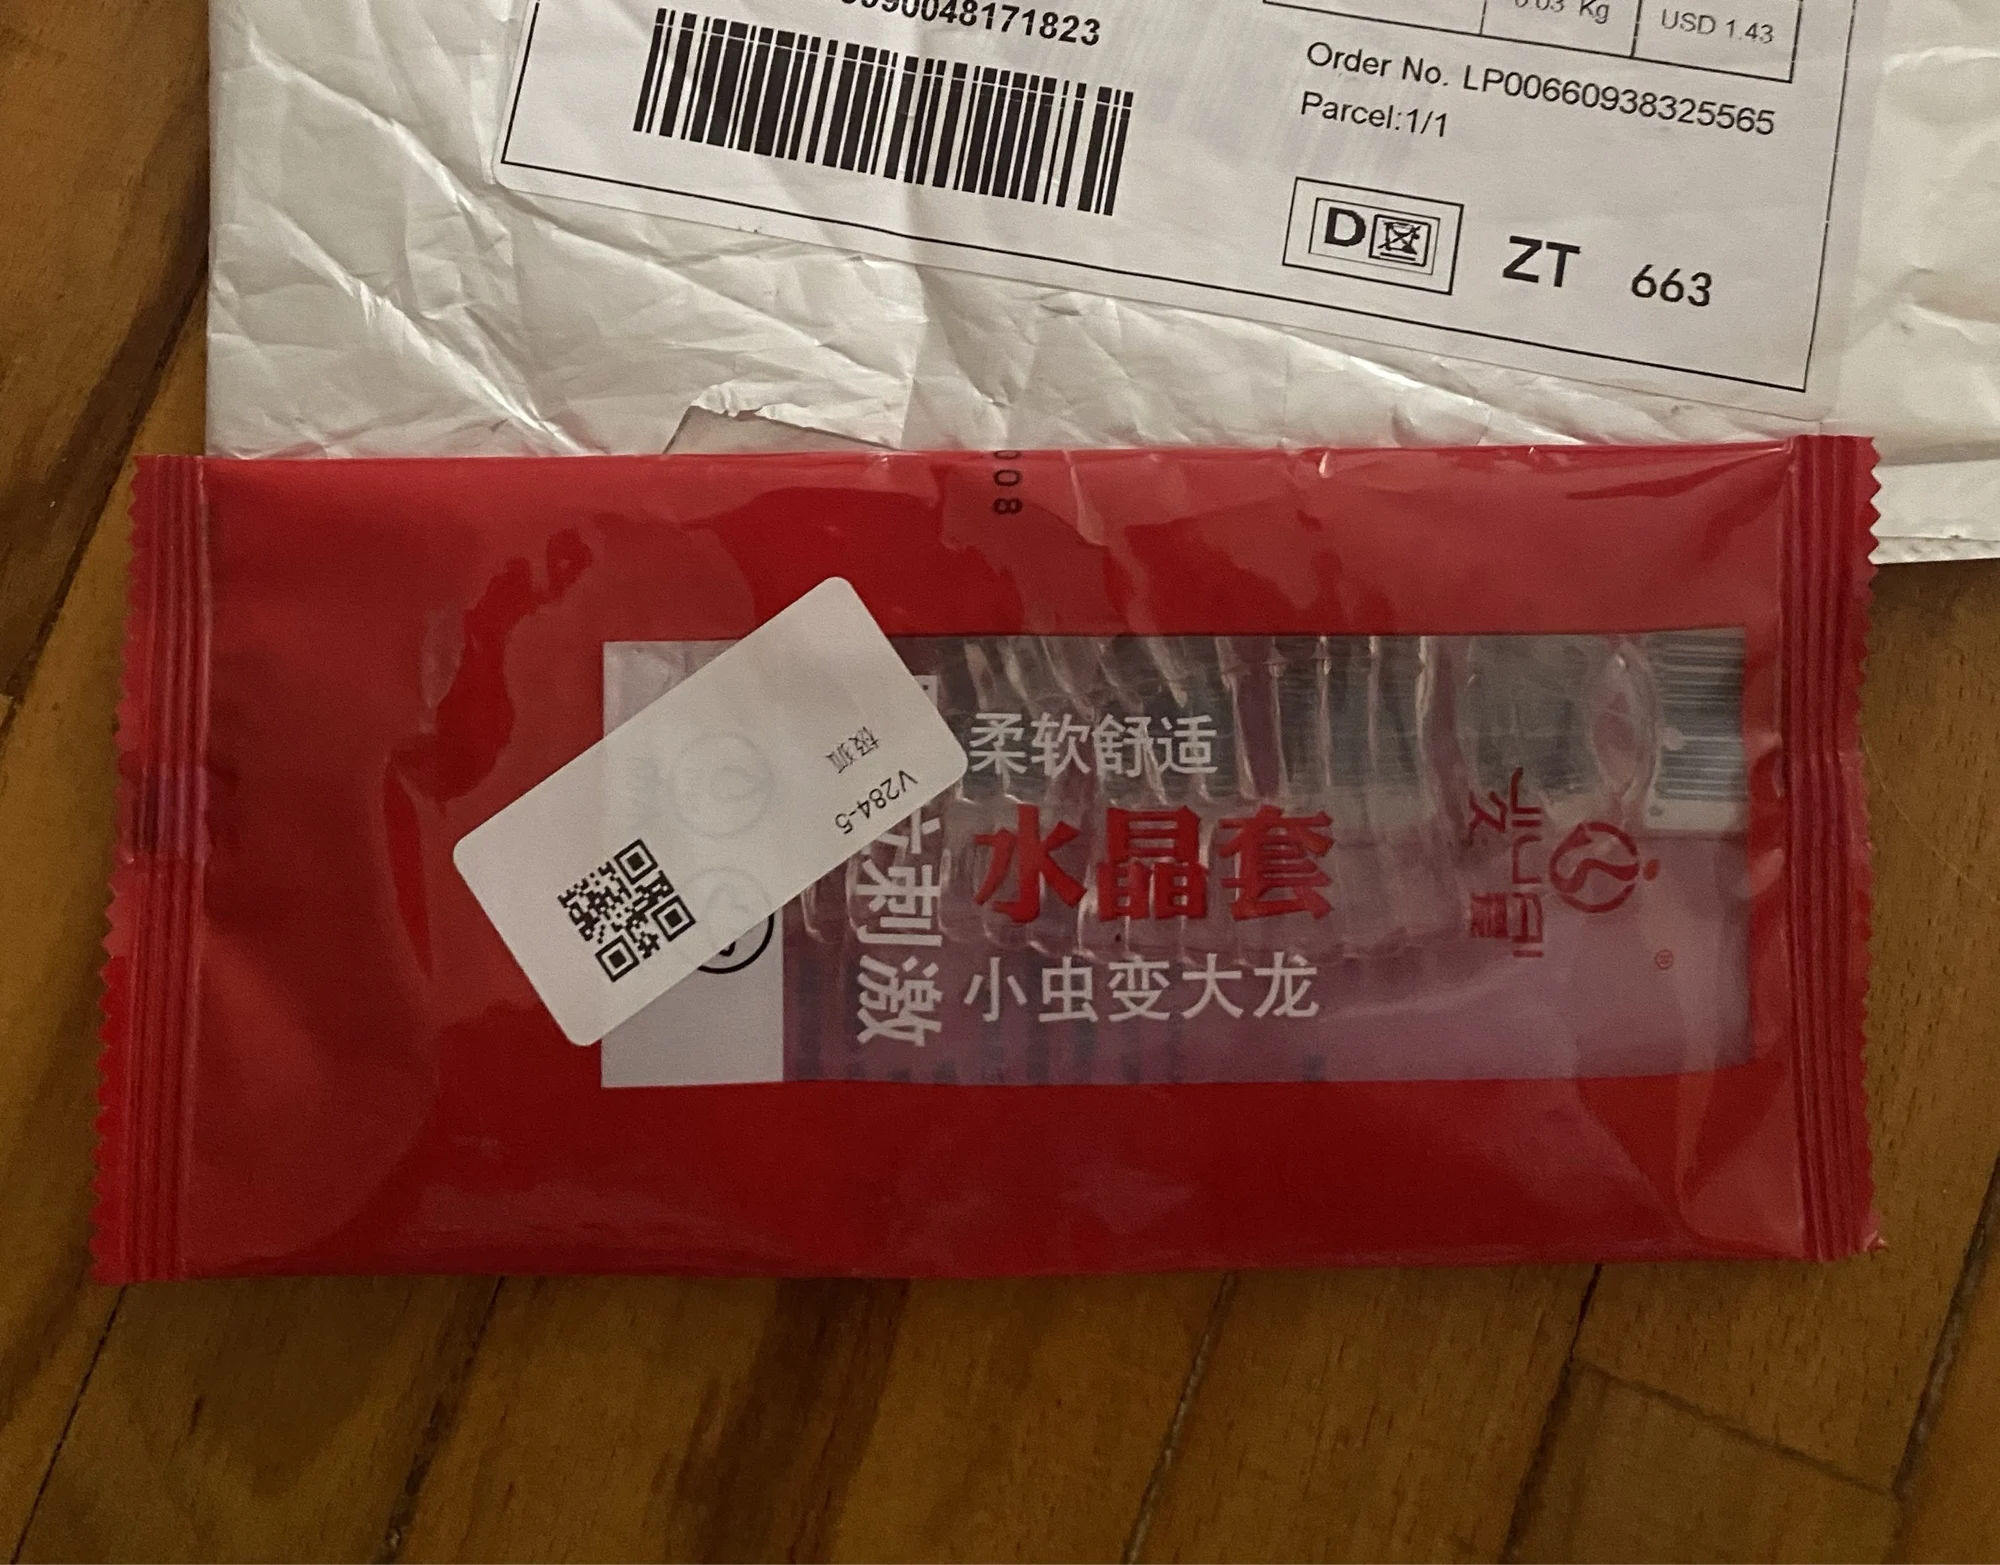 USD 1.43
Order No. LP00660938325565
Parcel:1/1
D
ZT 663
008
柔软舒适
水晶套
小虫变大龙
刺激
V284-5